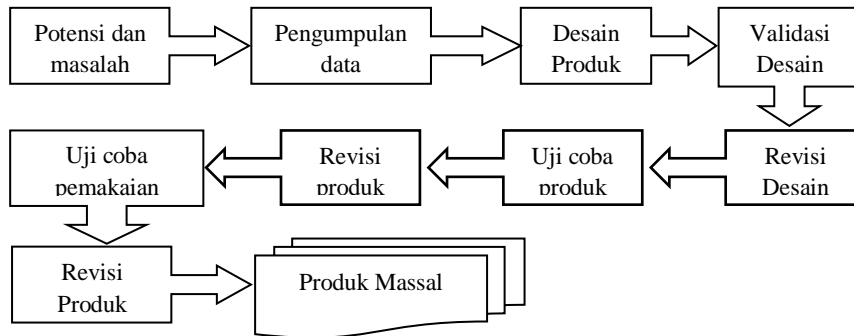 Potensi dan
masalah
Pengumpulan
data
Desain
Produk
Validasi
Desain
Uji coba
pemakaian
Revisi
produk
Uji coba
produk
Revisi
Desain
Revisi
Produk
Produk Massal